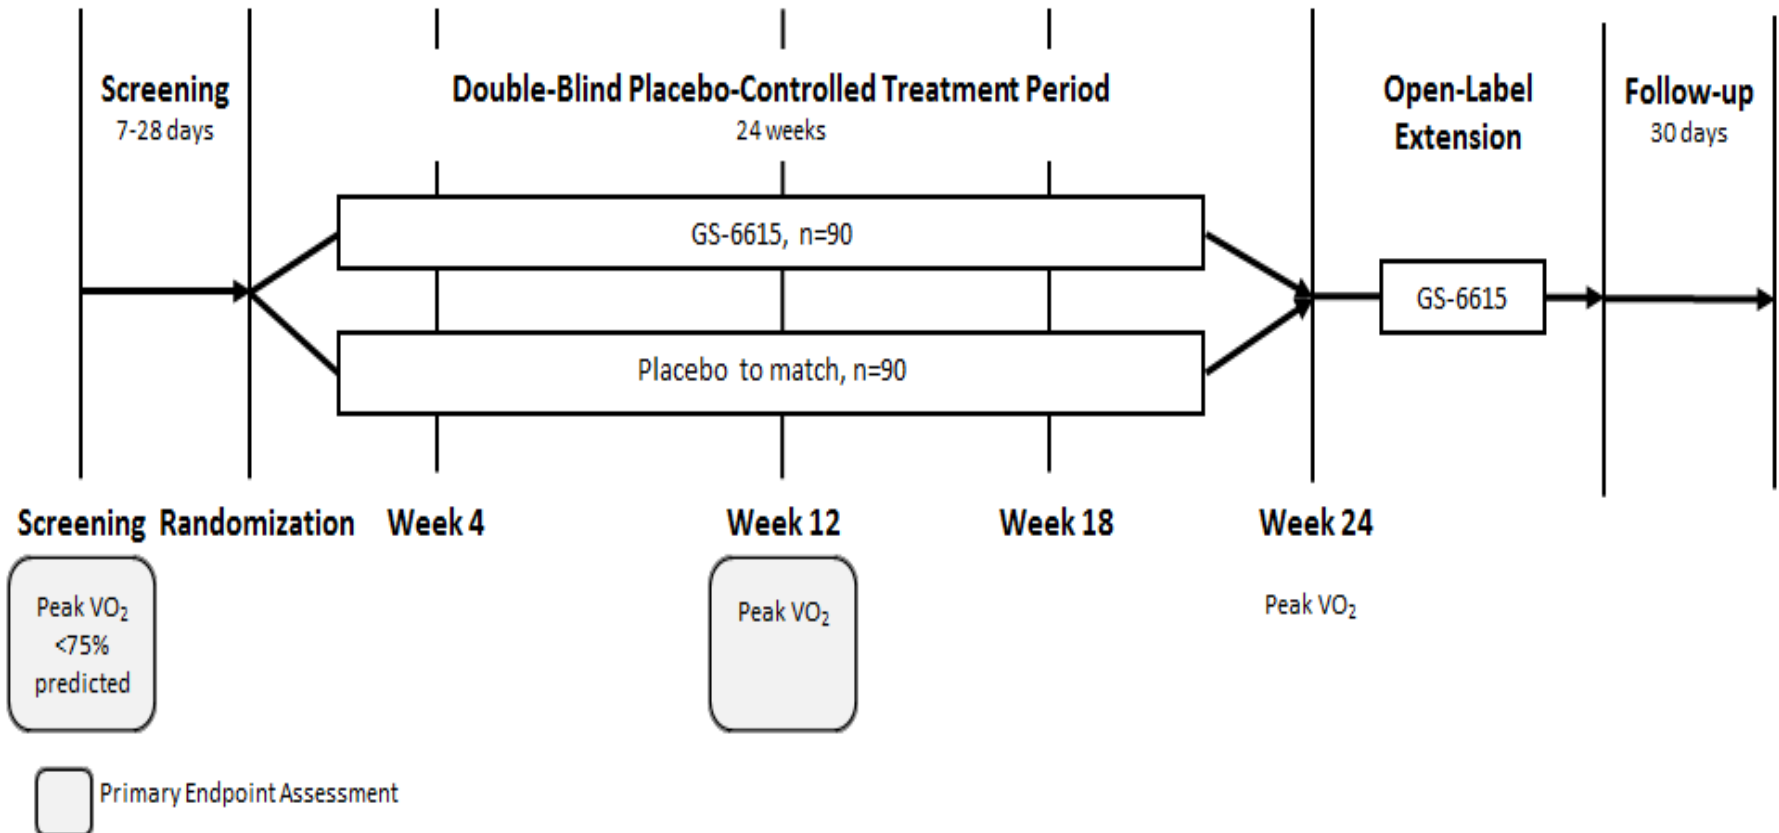 Screening
7-28 days
Double-Blind Placebo-Controlled Treatment Period
24 weeks
Open-Label
Extension
Follow-up
30 days
GS-6615, n=90
GS-6615
Placebo to match, n=90
Screening
Randomization
Week 4
Week 12
Week 18
Week 24
Peak VO₂
<75%
predicted
Peak VO₂
Peak VO₂
Primary Endpoint Assessment